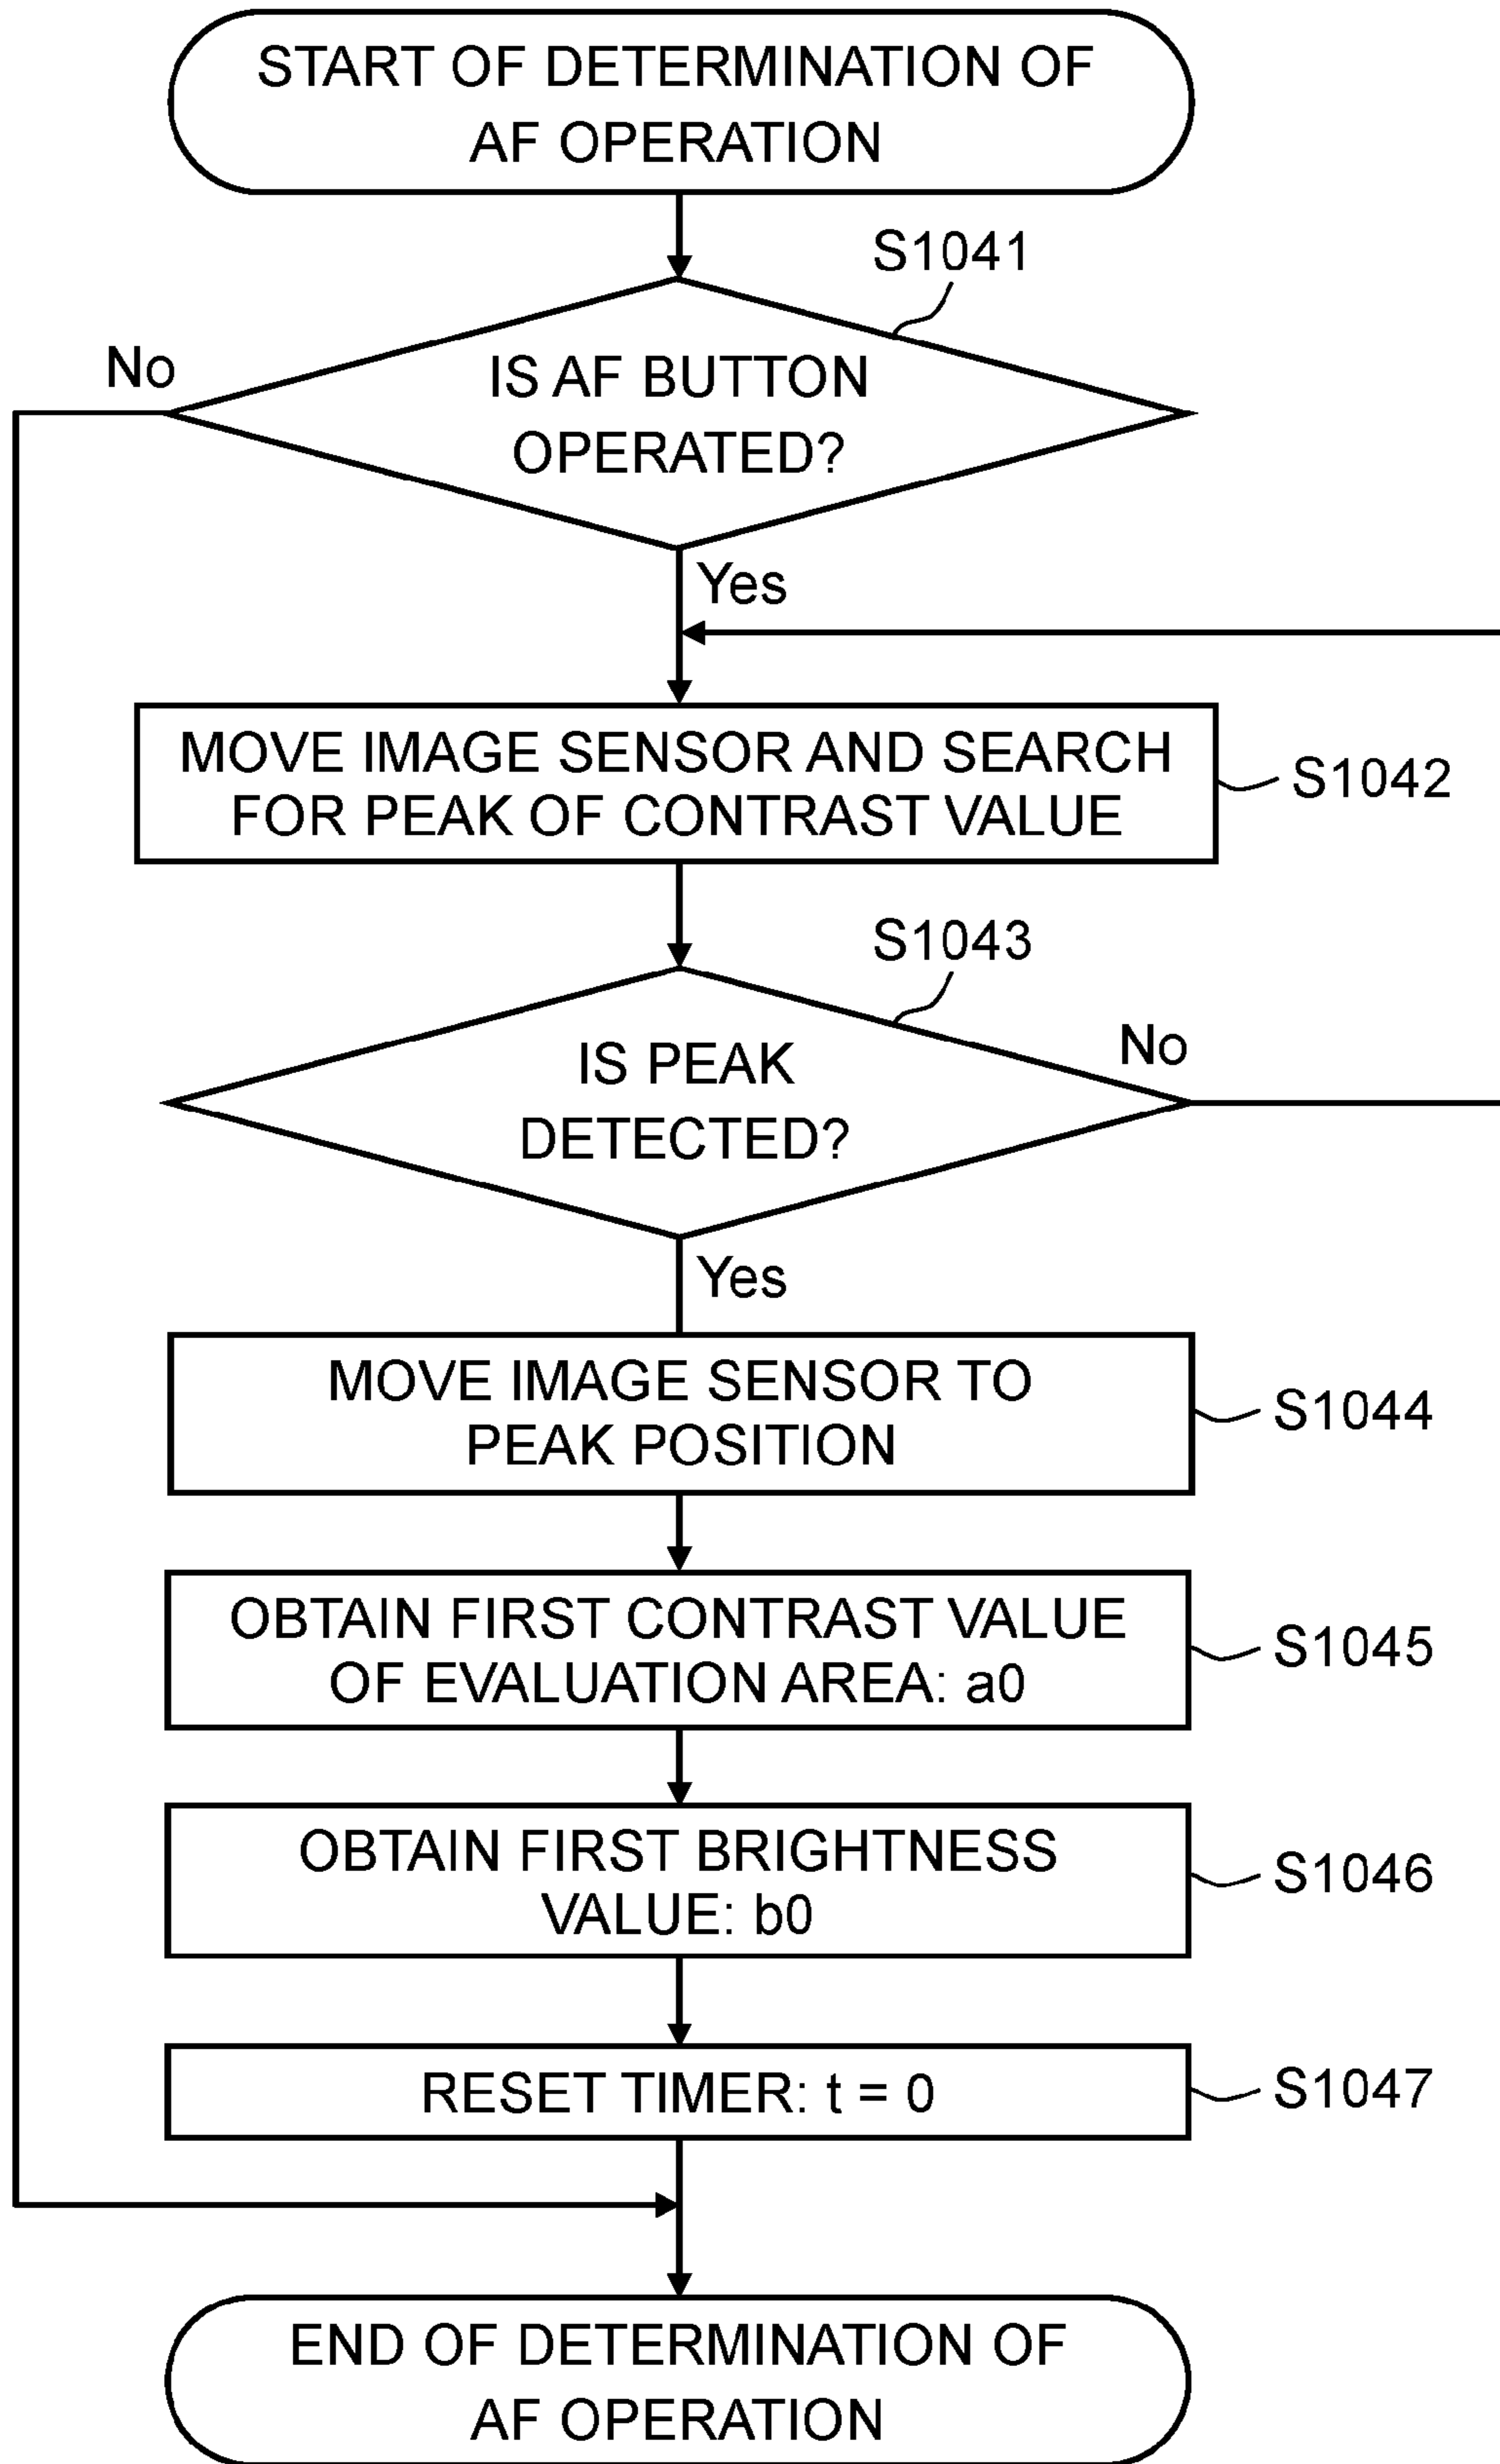 START OF DETERMINATION OF
AF OPERATION
S1041
No
IS AF BUTTON
OPERATED?
Yes
MOVE IMAGE SENSOR AND SEARCH
FOR PEAK OF CONTRAST VALUE
S1042
S1043
No
IS PEAK
DETECTED?
Yes
MOVE IMAGE SENSOR TO
PEAK POSITION
S1044
OBTAIN FIRST CONTRAST VALUE
OF EVALUATION AREA: a0
S1045
OBTAIN FIRST BRIGHTNESS
VALUE: b0
S1046
RESET TIMER: t = 0
S1047
END OF DETERMINATION OF
AF OPERATION